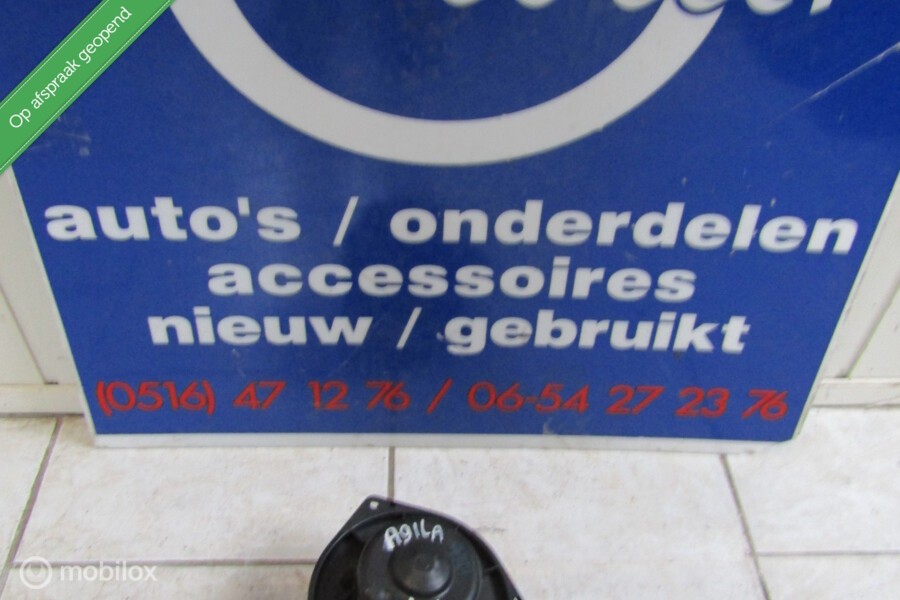 Op afspraak geopend
auto's / onderdelen
accessoires
nieuw / gebruikt
(0516) 47 12 76 / 06-54 27 23 76
AGILA
mobilox